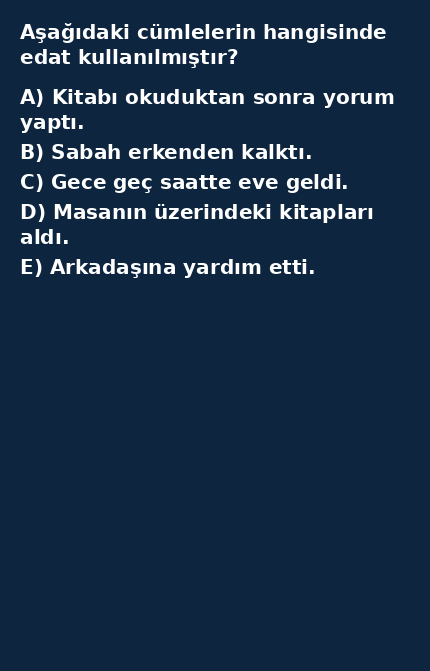 Aşağıdaki cümlelerin hangisinde
edat kullanılmıştır?
A) Kitabı okuduktan sonra yorum
yaptı.
B) Sabah erkenden kalktı.
C) Gece geç saatte eve geldi.
D) Masanın üzerindeki kitapları
aldı.
E) Arkadaşına yardım etti.